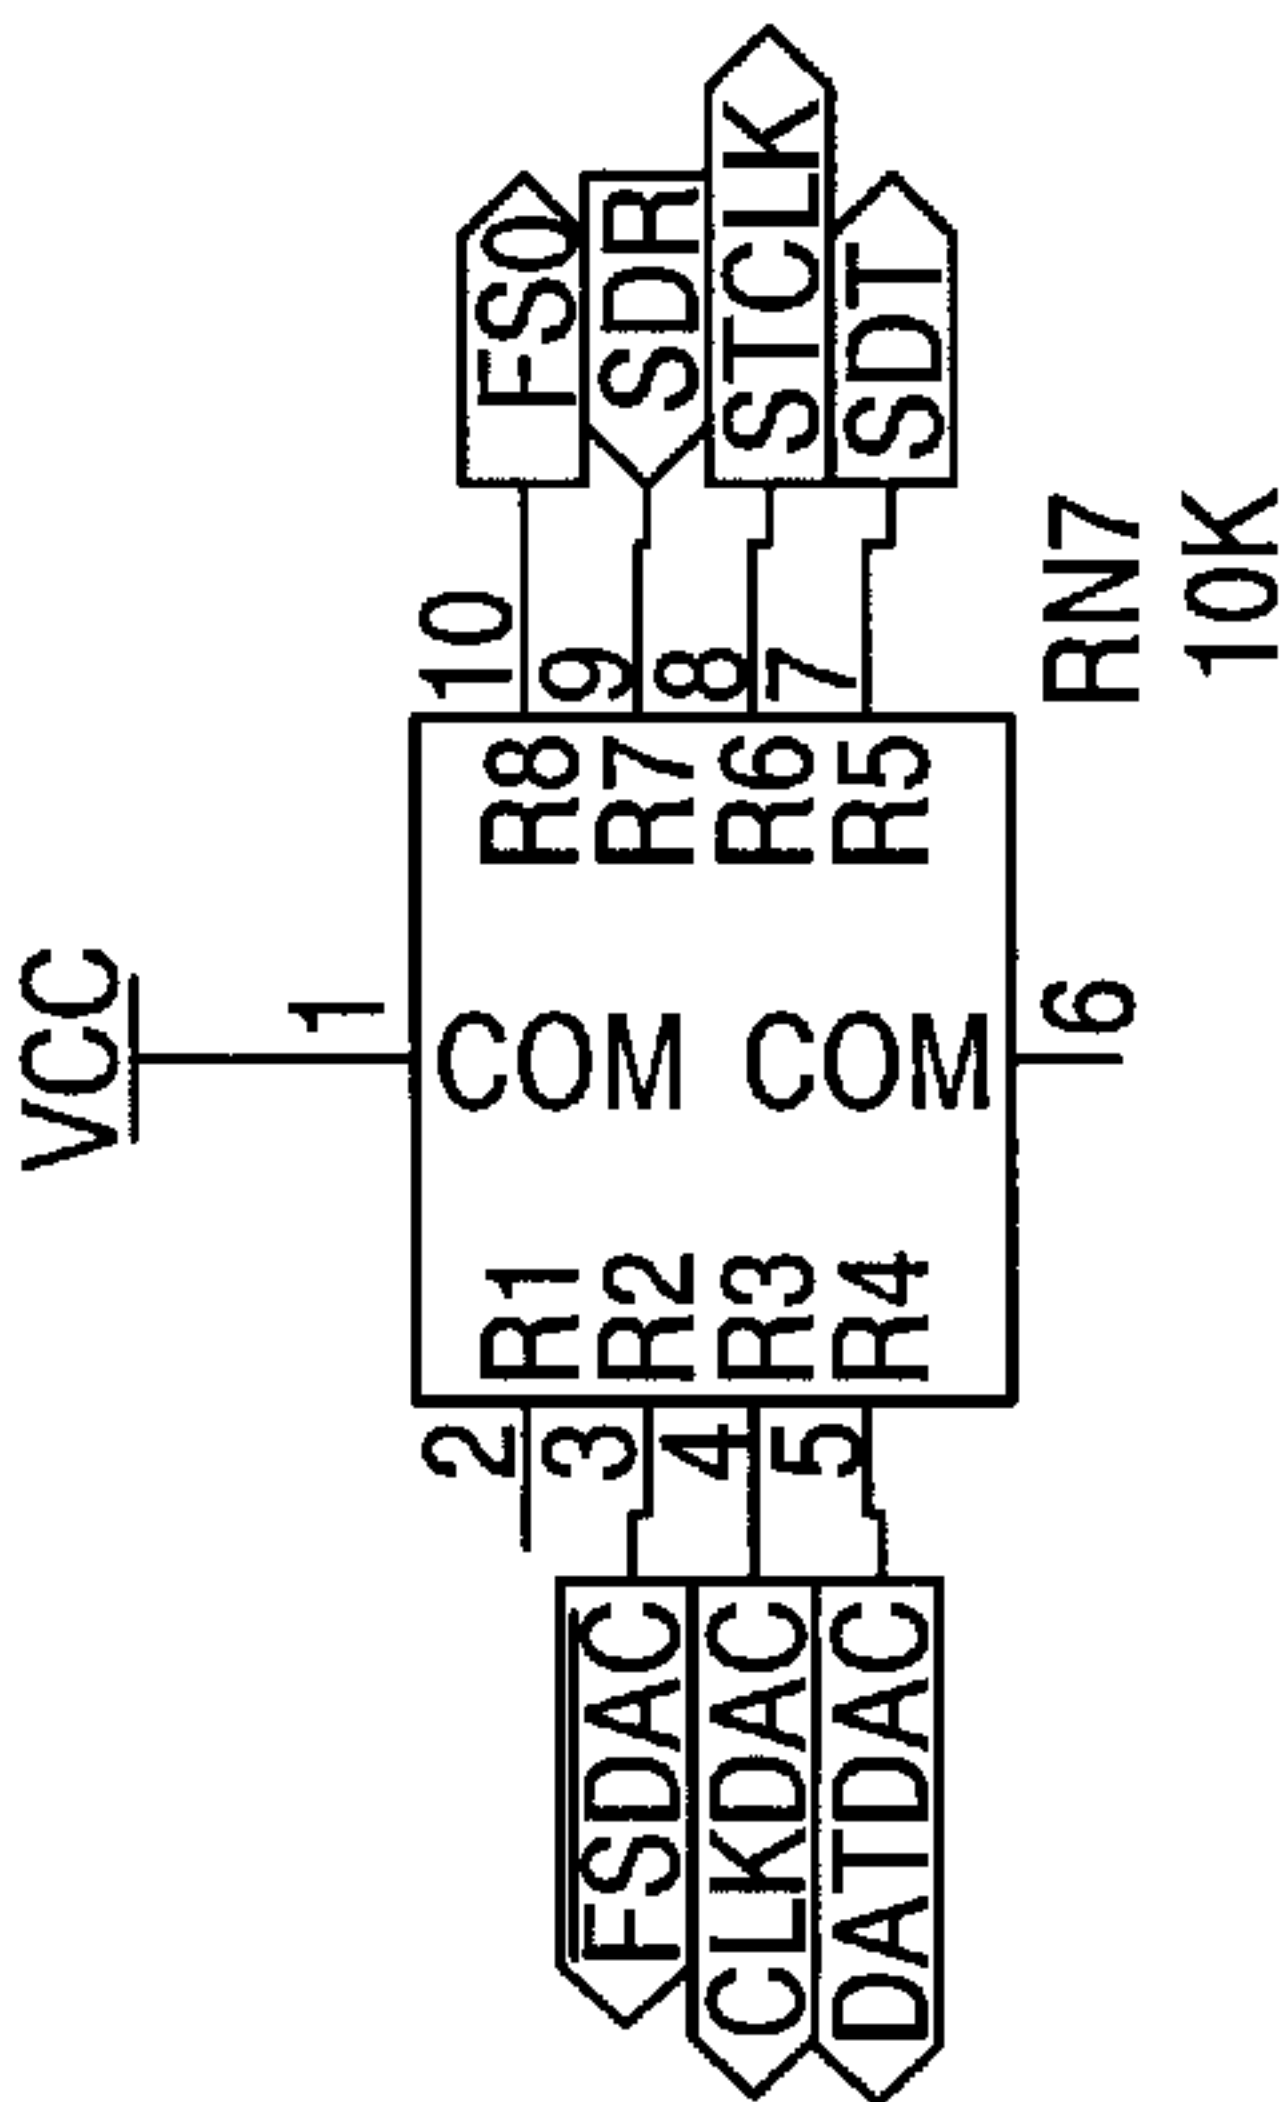 VCC
1
2 10
R1 R8 FS0
COM
3 9
FSDAC R2 R7 SDR
4 8
CLKDAC R3 R6 STCLK
COM
5 7
DATDAC R4 R5 SDT
6 RN7
10K